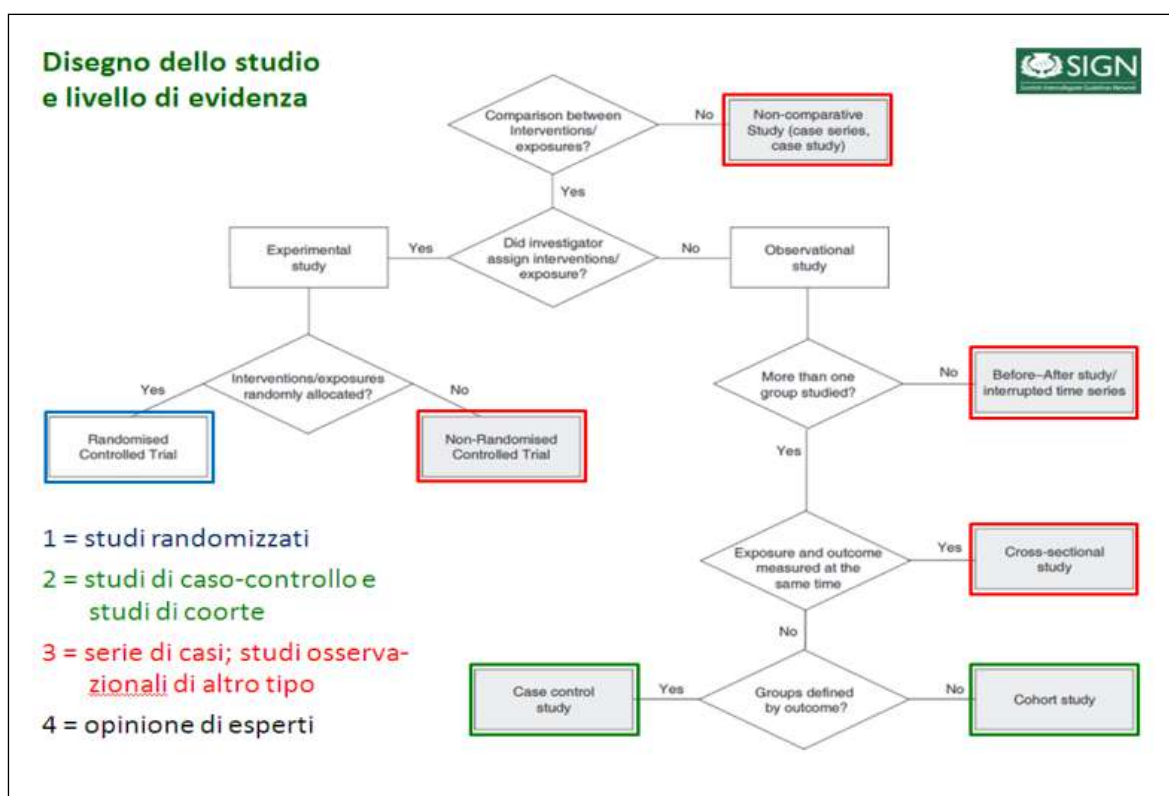 Disegno dello studio
e livello di evidenza
SIGN
Comparison between
Interventions/
exposures?
No
Non-comparative
Study (case series,
case study)
Yes
Experimental
study
Yes
Did investigator
assign interventions/
exposure?
No
Observational
study
Yes
Interventions/exposures
randomly allocated?
No
More than one
group studied?
No
Before–After study/
interrupted time series
Randomised
Controlled Trial
Non-Randomised
Controlled Trial
Yes
1 = studi randomizzati
2 = studi di caso-controllo e
studi di coorte
3 = serie di casi; studi osserva-
zionali di altro tipo
4 = opinione di esperti
Exposure and outcome
measured at the
same time
Yes
Cross-sectional
study
No
Case control
study
Yes
Groups defined
by outcome?
No
Cohort study